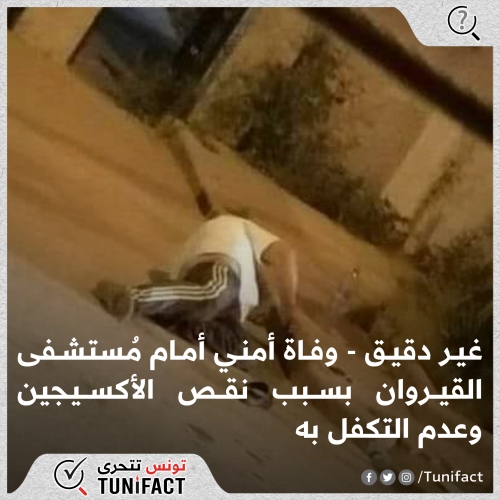 غير دقيق - وفاة أمني أمام مُستشفى
القيروان بسبب نقص الأكسيجين
وعدم التكفل به
تونس تتحرى
TUNiFACT
/Tunifact